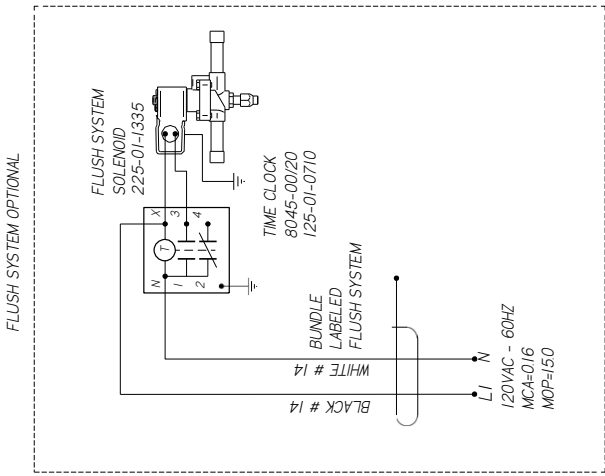 FLUSH SYSTEM OPTIONAL
FLUSH SYSTEM
SOLENOID
225-01-1335
X
3
4
T
N
1
2
TIME CLOCK
8045-00/20
125-01-0710
BUNDLE
LABELED
FLUSH SYSTEM
WHITE # 14
BLACK # 14
L1
N
120VAC - 60HZ
MCA=0.16
MOP=15.0